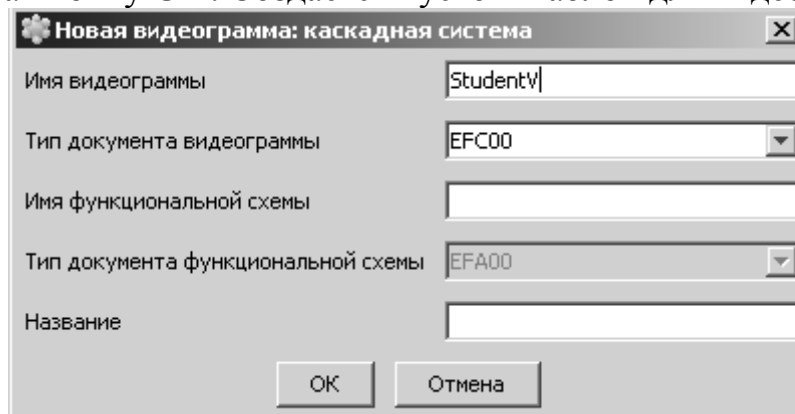 Новая видеограмма: каскадная система
Имя видеограммы StudentV
Тип документа видеограммы EFC00
Имя функциональной схемы
Тип документа функциональной схемы EFA00
Название
ОК Отмена